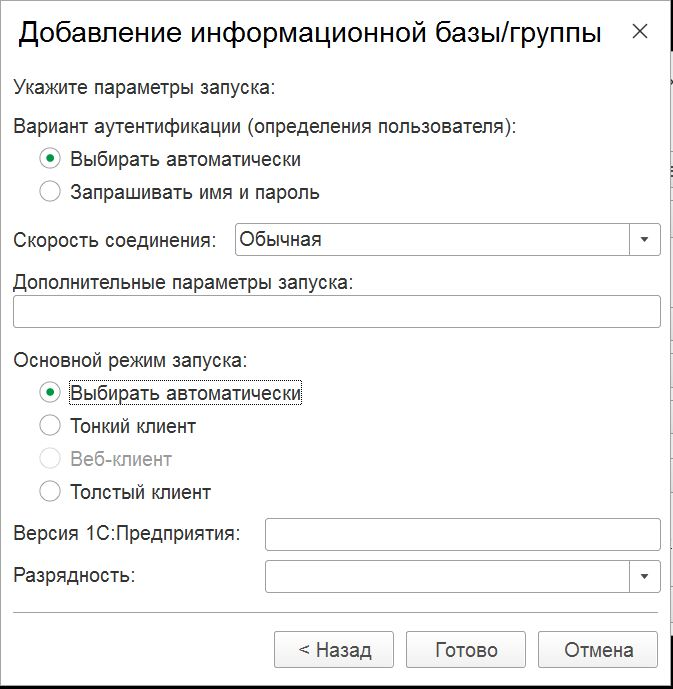 Добавление информационной базы/группы
Укажите параметры запуска:
Вариант аутентификации (определения пользователя):
Выбирать автоматически
Запрашивать имя и пароль
Скорость соединения: Обычная
Дополнительные параметры запуска:
Основной режим запуска:
Выбирать автоматически
Тонкий клиент
Веб-клиент
Толстый клиент
Версия 1С:Предприятия:
Разрядность:
< Назад Готово Отмена